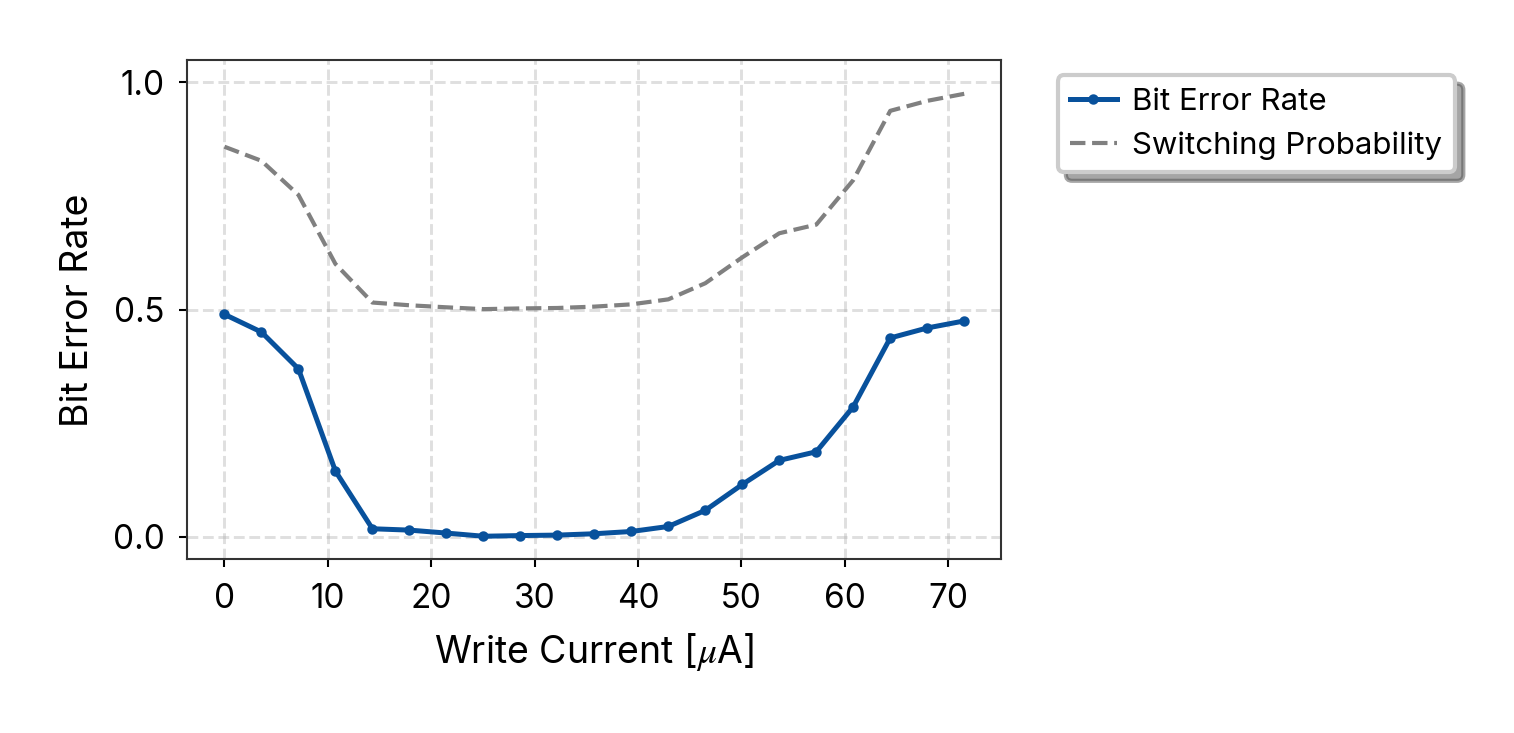 1.0
0.5
0.0
Bit Error Rate
0 10 20 30 40 50 60 70
Write Current [μA]
Bit Error Rate
Switching Probability